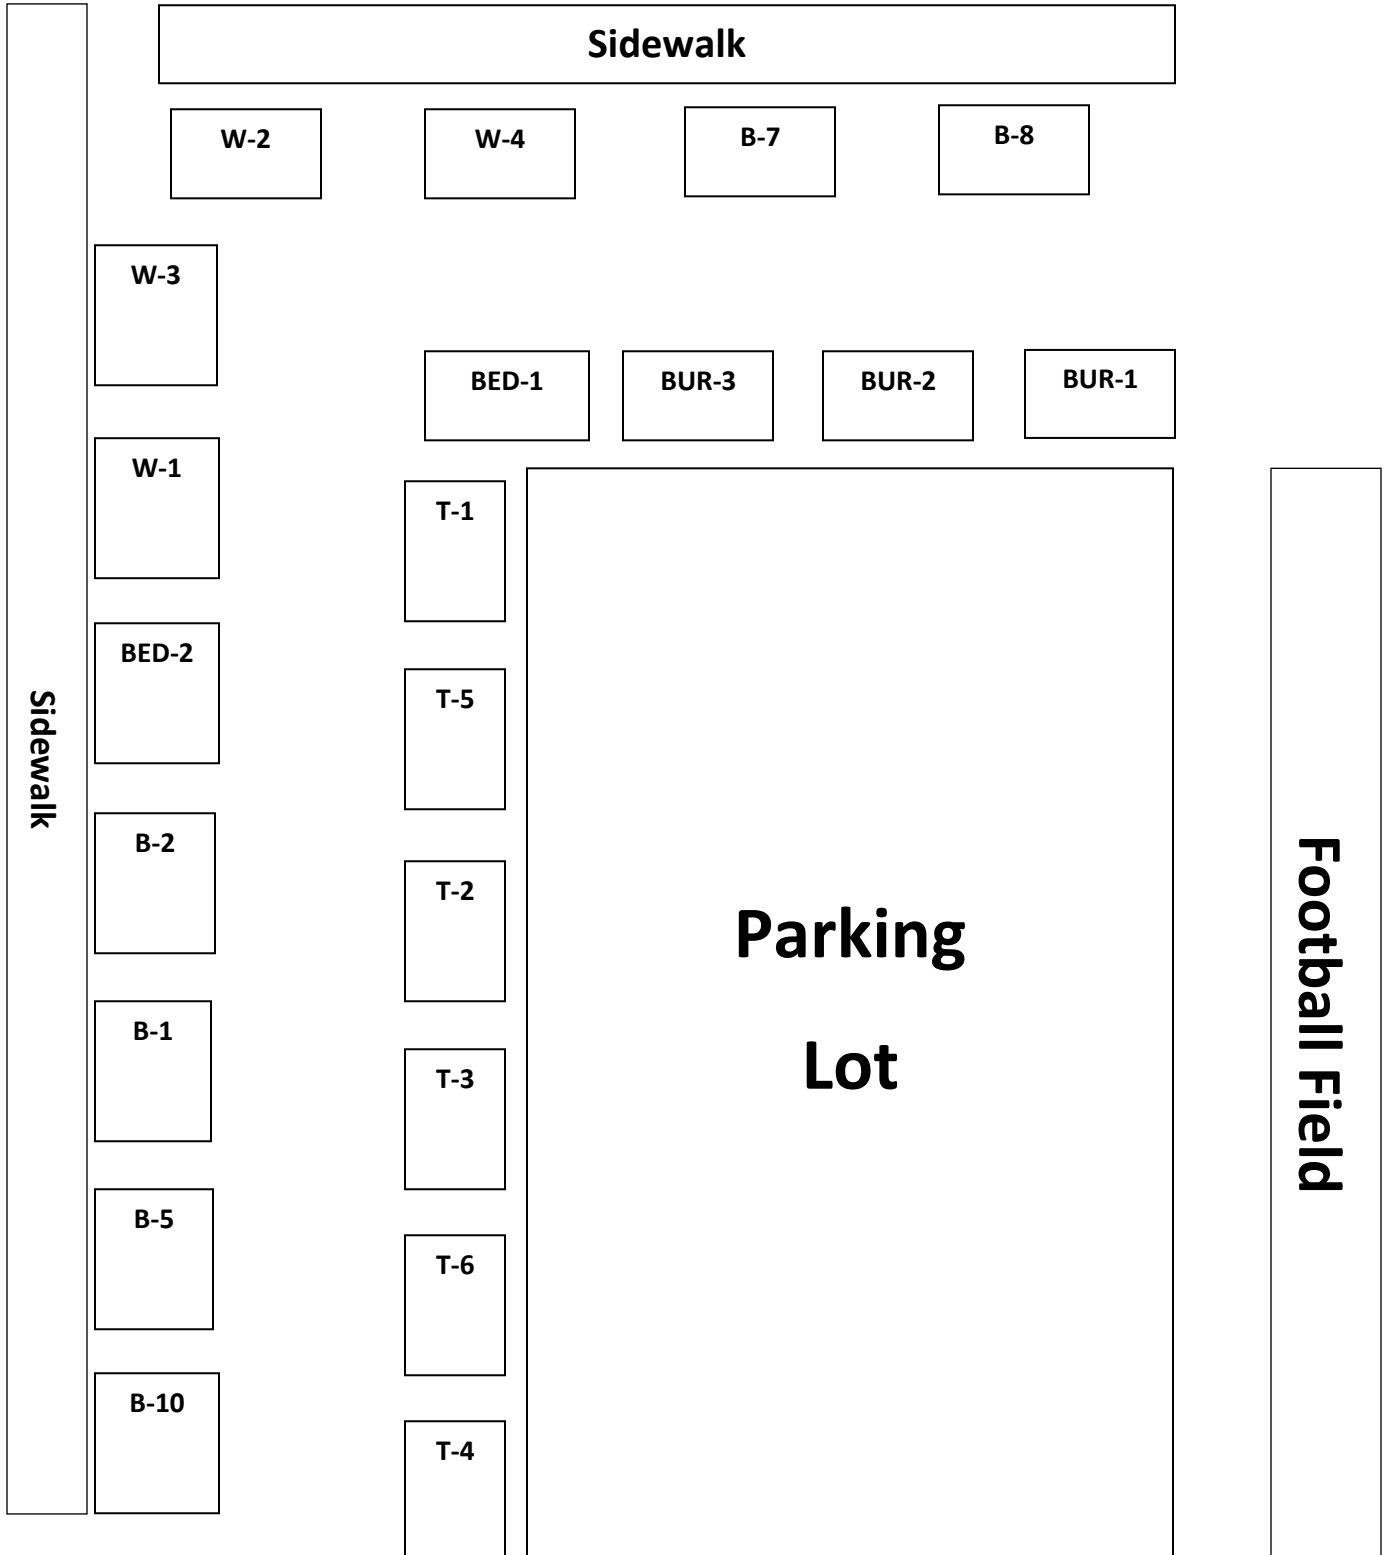 Sidewalk
W-2
W-4
B-7
B-8
W-3
BED-1
BUR-3
BUR-2
BUR-1
W-1
T-1
BED-2
T-5
Sidewalk
B-2
T-2
Parking
Lot
Football Field
B-1
T-3
B-5
T-6
B-10
T-4